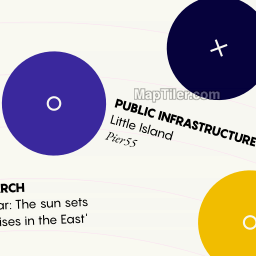 MapTiler.com
PUBLIC INFRASTRUCTURE
Little Island
Pier55
RCH
ar: The sun sets
ises in the East'